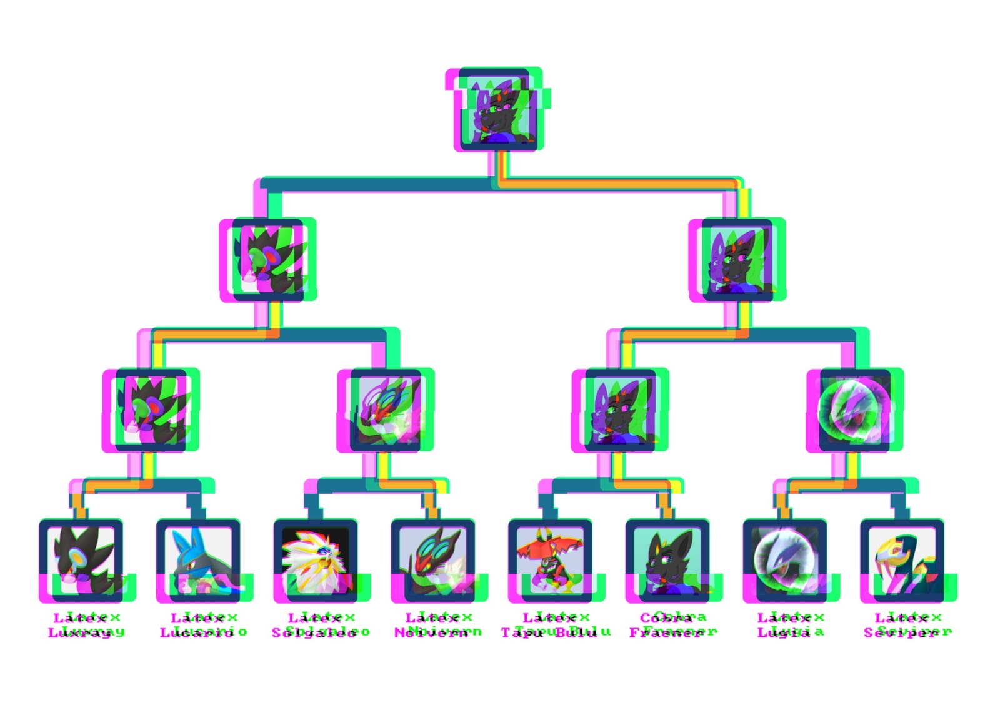 Latex Luxray
Latex Lucario
Latex Solgaleo
Latex Noivern
Latex Tapu Bulu
Cobra Fraener
Latex Lugia
Latex Seviper